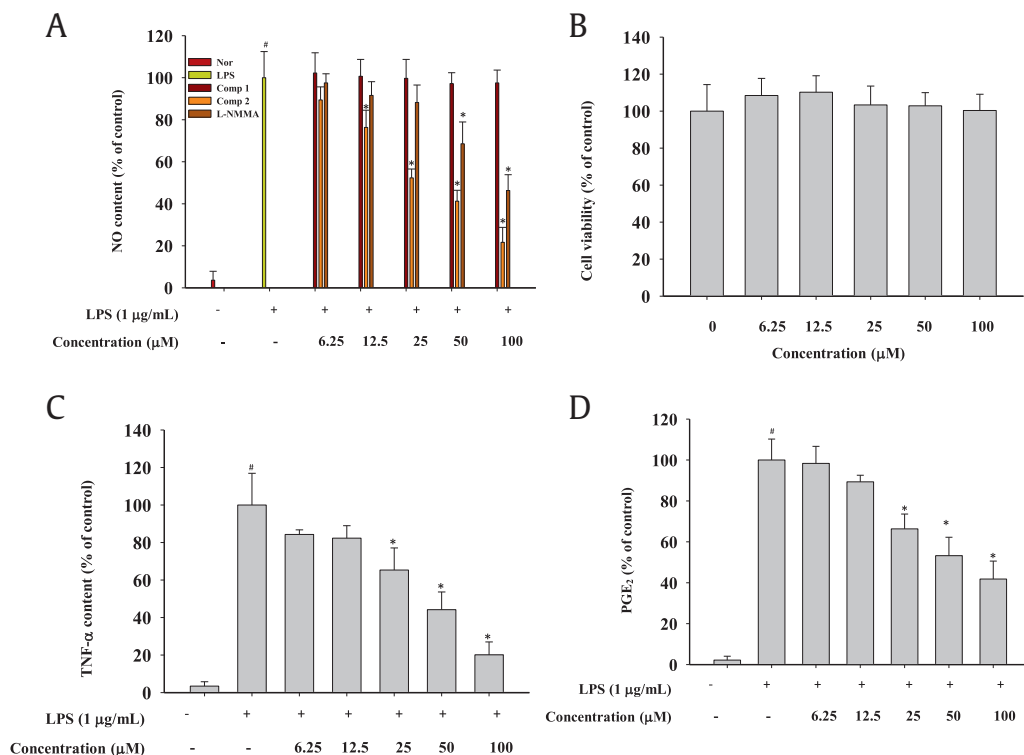 A
NO content (% of control)
120
100
80
60
40
20
0
#
Nor
LPS
Comp 1
Comp 2
L-NMMA
*
*
*
*
*
*
LPS (1 μg/mL) - + + + + + +
Concentration (μM) - - 6.25 12.5 25 50 100
B
Cell viability (% of control)
140
120
100
80
60
40
20
0
0 6.25 12.5 25 50 100
Concentration (μM)
C
TNF-α content (% of control)
140
120
100
80
60
40
20
0
#
*
*
*
LPS (1 μg/mL) - + + + + + +
Concentration (μM) - - 6.25 12.5 25 50 100
D
PGE₂ (% of control)
120
100
80
60
40
20
0
#
*
*
*
LPS (1 μg/mL) - + + + + + +
Concentration (μM) - - 6.25 12.5 25 50 100